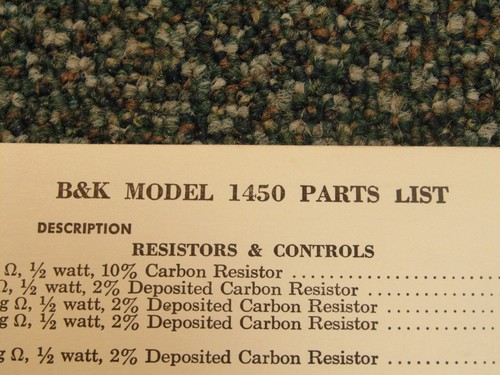 B&K MODEL 1450 PARTS LIST
DESCRIPTION
RESISTORS & CONTROLS
Ω, ½ watt, 10% Carbon Resistor ................
Ω, ½ watt, 2% Deposited Carbon Resistor ................
g Ω, ½ watt, 2% Deposited Carbon Resistor ................
g Ω, ½ watt, 2% Deposited Carbon Resistor ................
g Ω, ½ watt, 2% Deposited Carbon Resistor ................